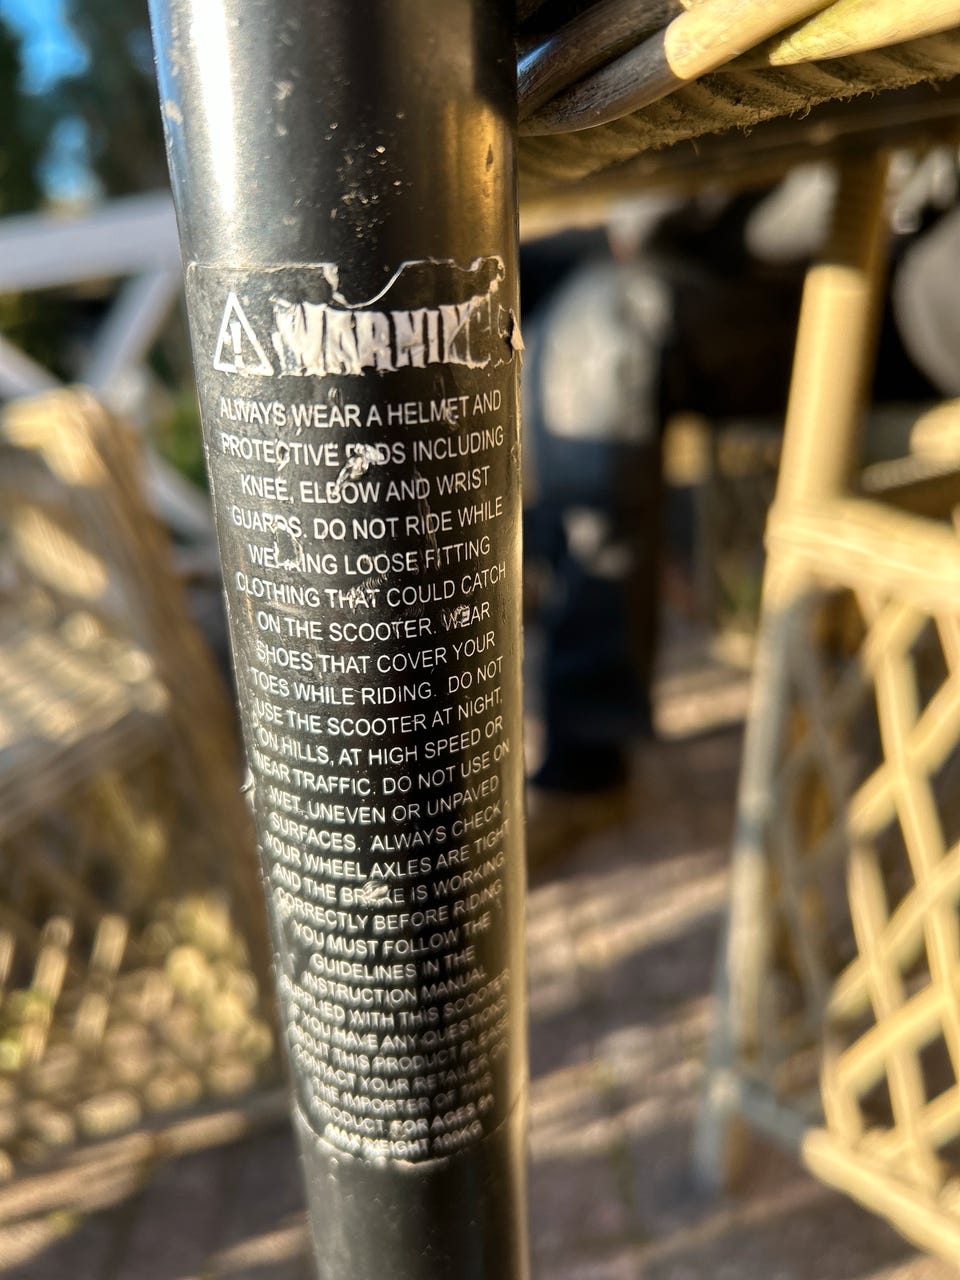 WARNING
ALWAYS WEAR A HELMET AND
PROTECTIVE PADS INCLUDING
KNEE, ELBOW AND WRIST
GUARDS. DO NOT RIDE WHILE
WEARING LOOSE FITTING
CLOTHING THAT COULD CATCH
ON THE SCOOTER. WEAR
SHOES THAT COVER YOUR
TOES WHILE RIDING. DO NOT
USE THE SCOOTER AT NIGHT,
ON HILLS, AT HIGH SPEED OR
NEAR TRAFFIC. DO NOT USE ON
WET, UNEVEN OR UNPAVED
SURFACES. ALWAYS CHECK
YOUR WHEEL AXLES ARE TIGHT
AND THE BRAKE IS WORKING
CORRECTLY BEFORE RIDING
YOU MUST FOLLOW THE
GUIDELINES IN THE
INSTRUCTION MANUAL
SUPPLIED WITH THIS SCOOTER
IF YOU HAVE ANY QUESTIONS
ABOUT THIS PRODUCT PLEASE
CONTACT YOUR RETAILER OR
THE IMPORTER OF THIS
PRODUCT. FOR AGES
MAX WEIGHT 100KG